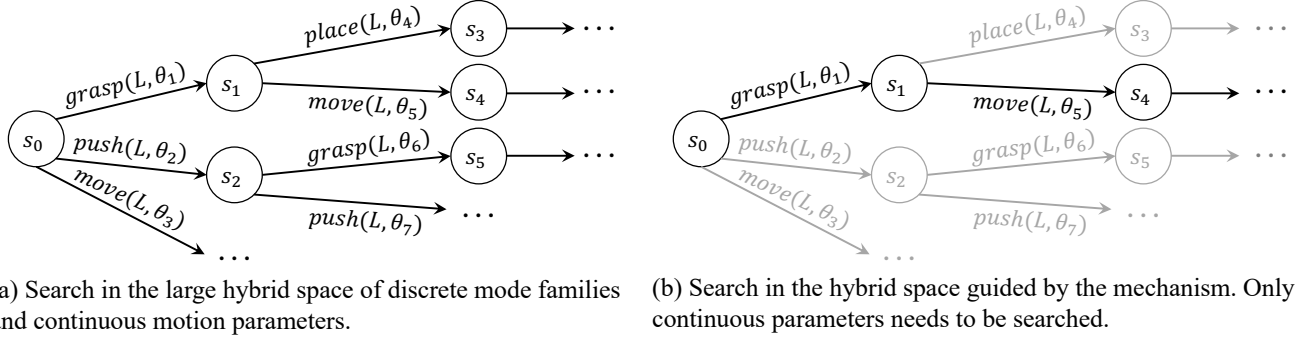 place(L, θ₄)
s₃
...
grasp(L, θ₁)
s₁
move(L, θ₅)
s₄
...
s₀
push(L, θ₂)
s₂
grasp(L, θ₆)
s₅
...
move(L, θ₃)
push(L, θ₇)
...
...
a) Search in the large hybrid space of discrete mode families
nd continuous motion parameters.
place(L, θ₄)
s₃
...
grasp(L, θ₁)
s₁
move(L, θ₅)
s₄
...
s₀
push(L, θ₂)
s₂
grasp(L, θ₆)
s₅
...
move(L, θ₃)
push(L, θ₇)
...
...
(b) Search in the hybrid space guided by the mechanism. Only
continuous parameters needs to be searched.